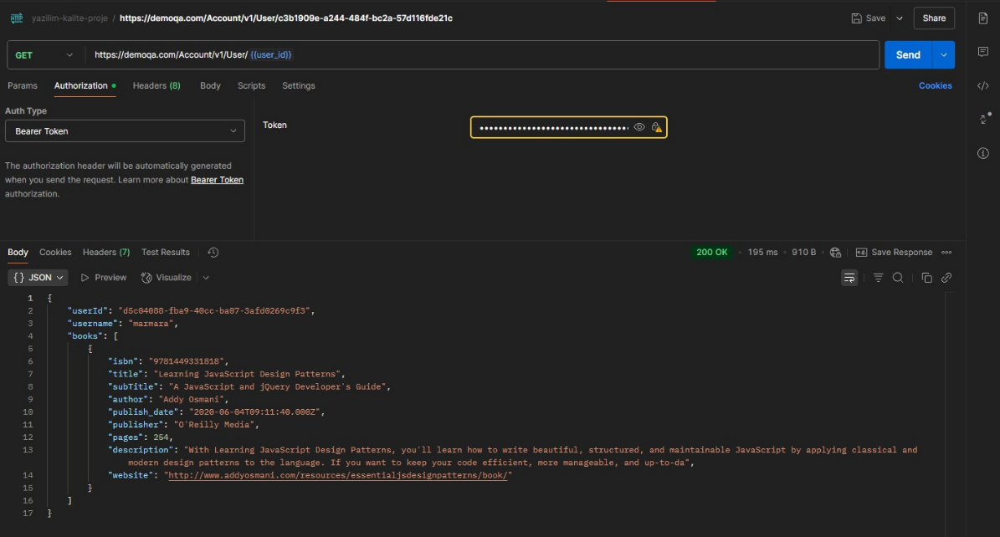 HTTP yazilim-kalite-proje / https://demoqa.com/Account/v1/User/c3b1909e-a244-484f-bc2a-57d116fde21c Save Share
GET https://demoqa.com/Account/v1/User/ {{user_id}} Send
Params Authorization Headers (8) Body Scripts Settings Cookies
Auth Type
Bearer Token
Token
The authorization header will be automatically generated
when you send the request. Learn more about Bearer Token
authorization.
Body Cookies Headers (7) Test Results 200 OK • 195 ms • 910 B e.g. Save Response
{} JSON Preview Visualize
1 {
2 "userId": "d5c04088-fba9-40cc-ba07-3afd0269c9f3",
3 "username": "marmara",
4 "books": [
5 {
6 "isbn": "9781449331818",
7 "title": "Learning JavaScript Design Patterns",
8 "subTitle": "A JavaScript and jQuery Developer's Guide",
9 "author": "Addy Osmani",
10 "publish_date": "2020-06-04T09:11:40.000Z",
11 "publisher": "O'Reilly Media",
12 "pages": 254,
13 "description": "With Learning JavaScript Design Patterns, you'll learn how to write beautiful, structured, and maintainable JavaScript by applying classical and
modern design patterns to the language. If you want to keep your code efficient, more manageable, and up-to-da",
14 "website": "http://www.addyosmani.com/resources/essentialjsdesignpatterns/book/"
15 }
16 ]
17 }